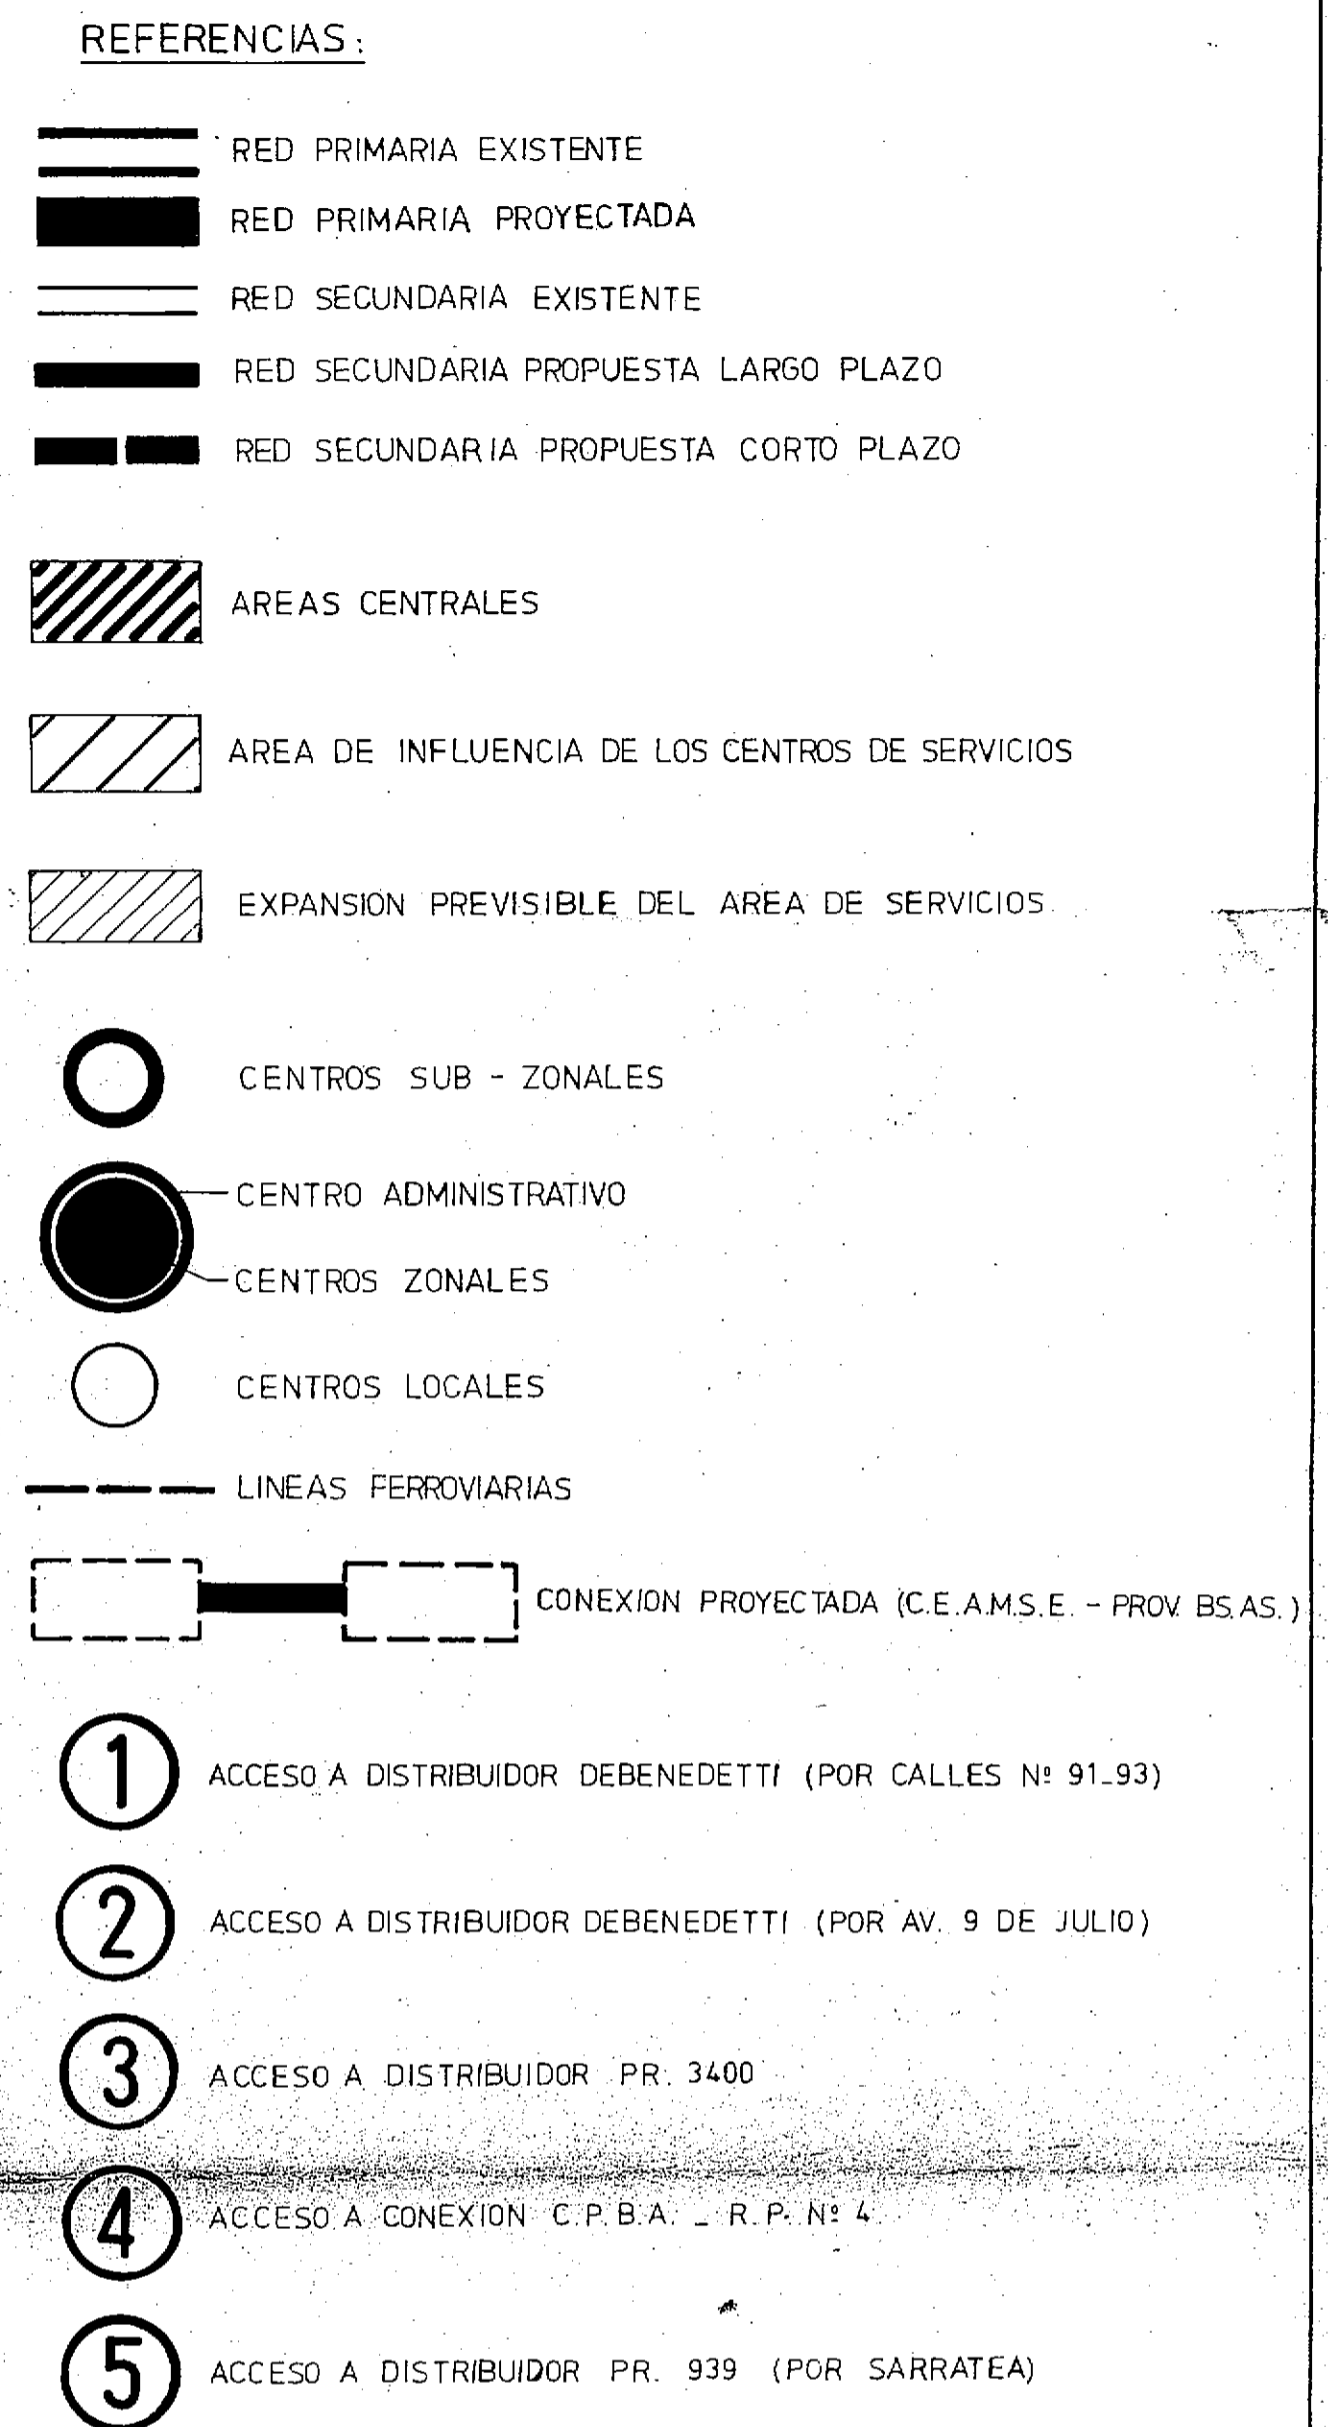 REFERENCIAS:
RED PRIMARIA EXISTENTE
RED PRIMARIA PROYECTADA
RED SECUNDARIA EXISTENTE
RED SECUNDARIA PROPUESTA LARGO PLAZO
RED SECUNDARIA PROPUESTA CORTO PLAZO
AREAS CENTRALES
AREA DE INFLUENCIA DE LOS CENTROS DE SERVICIOS
EXPANSION PREVISIBLE DEL AREA DE SERVICIOS
CENTROS SUB - ZONALES
CENTRO ADMINISTRATIVO
CENTROS ZONALES
CENTROS LOCALES
LINEAS FERROVIARIAS
CONEXION PROYECTADA (C.E.A.M.S.E. - PROV. BS.AS.)
1 ACCESO A DISTRIBUIDOR DEBENEDETTI (POR CALLES Nº 91-93)
2 ACCESO A DISTRIBUIDOR DEBENEDETTI (POR AV. 9 DE JULIO)
3 ACCESO A DISTRIBUIDOR PR. 3400
4 ACCESO A CONEXION C.P.B.A. - R.P. Nº 4
5 ACCESO A DISTRIBUIDOR PR. 939 (POR SARRATEA)